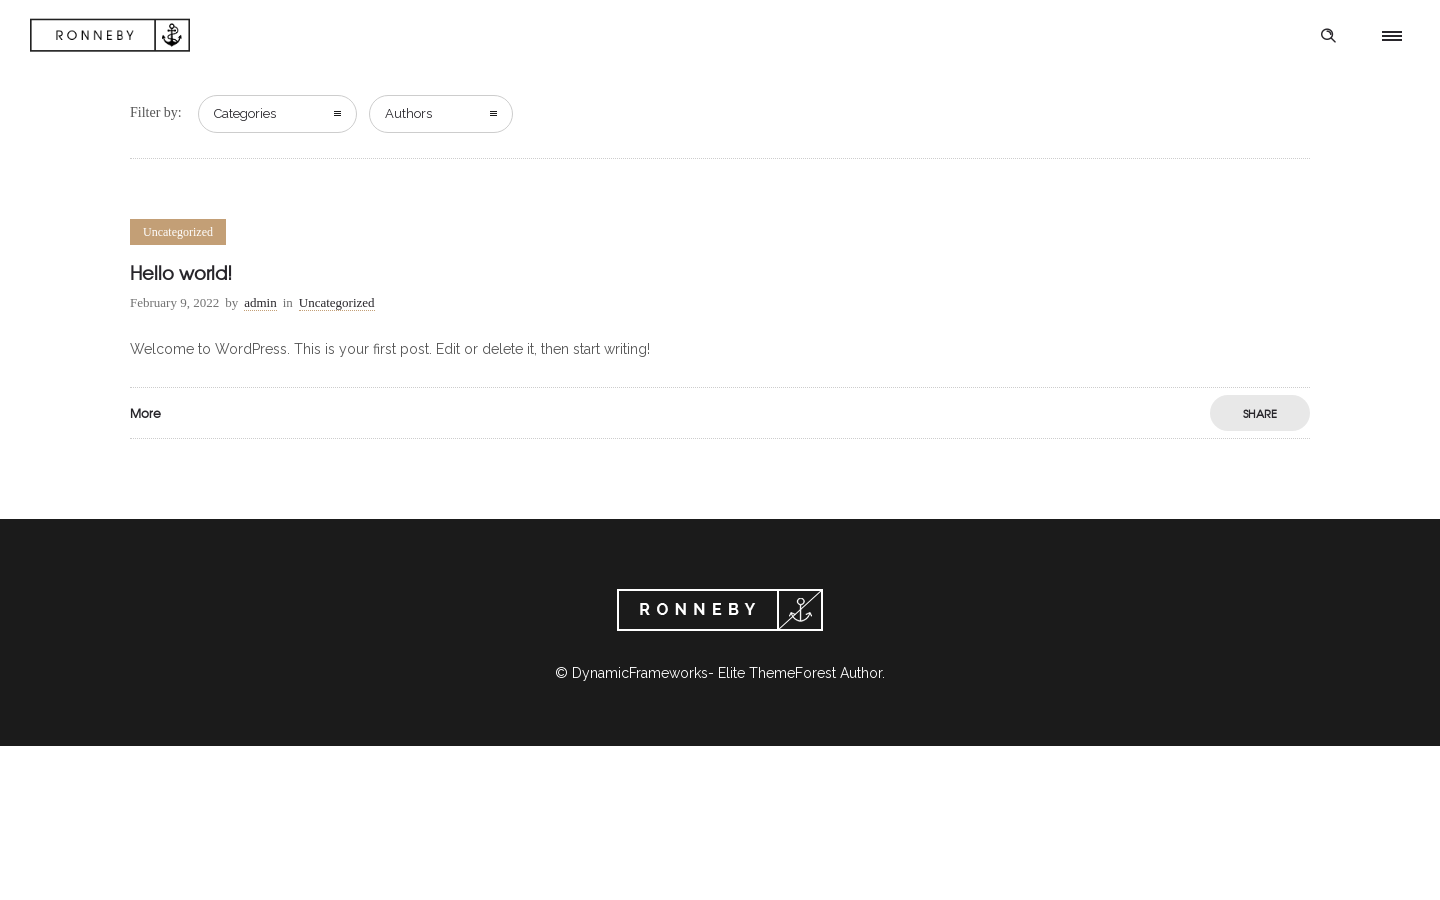 RONNEBY
Filter by: Categories Authors
Uncategorized
Hello world!
February 9, 2022 by admin in Uncategorized
Welcome to WordPress. This is your first post. Edit or delete it, then start writing!
More SHARE
RONNEBY
© DynamicFrameworks- Elite ThemeForest Author.